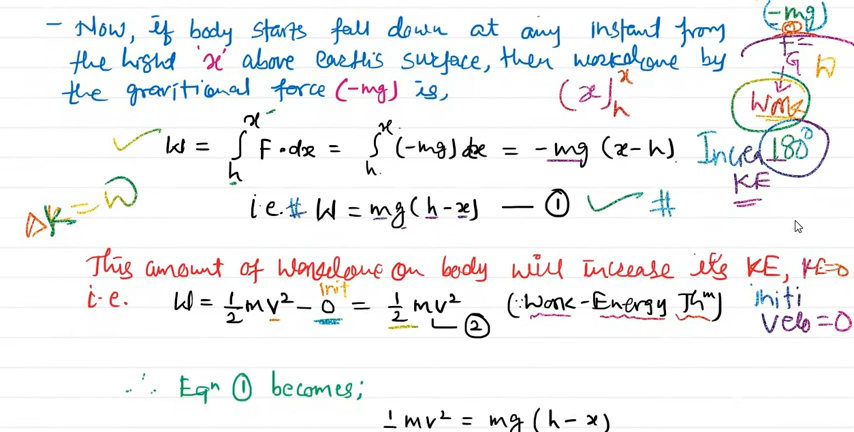 - Now, if body starts fall down at any instant from
the hight 'x' above earth's surface, then workdone by
the gravitional force (-mg) is,
(x)]ₕˣ
(-mg)
G
W
Work
180°
W = ∫ₕˣ F·dx = ∫ₕˣ (-mg) dx = -mg (x-h)
KE
i.e. # W = mg(h-x) — ① #
ΔK = W
This amount of workdone on body will increase it's KE, KE=0
i.e. W = ½mv² - 0 = ½mv² (∵ Work-Energy Thᵐ)
init
②
initi
Velo = 0
∴ Eqⁿ ① becomes;
½mv² = mg(h-x)